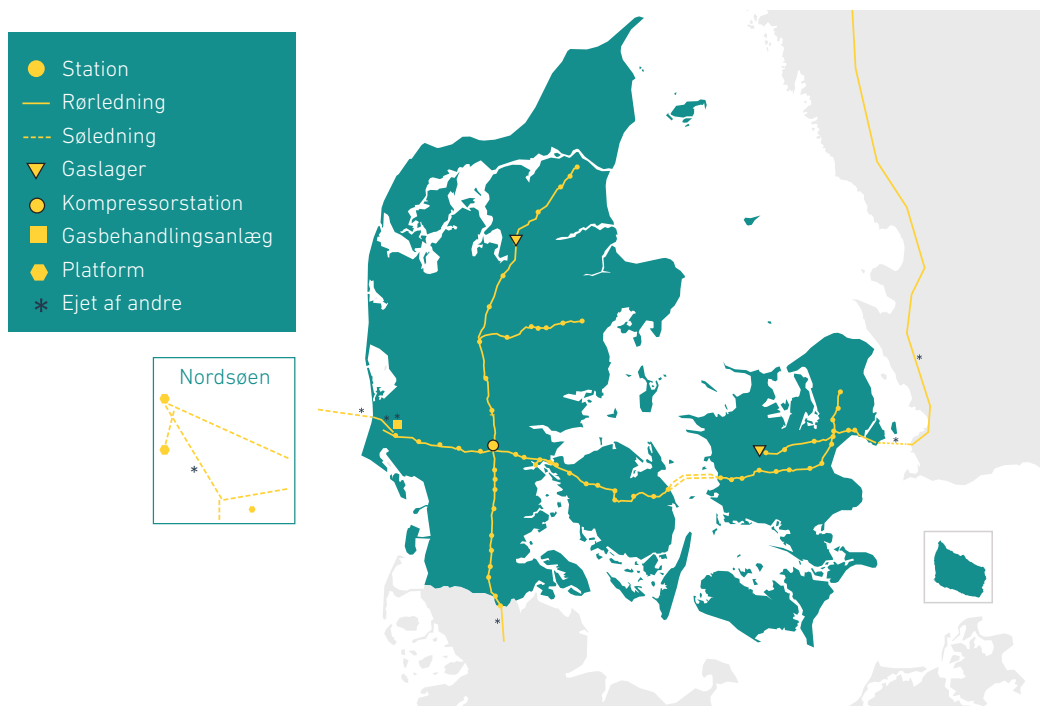 Station
Rørledning
Søledning
Gaslager
Kompressorstation
Gasbehandlingsanlæg
Platform
* Ejet af andre
Nordsøen
*
*
*
*
*
*
*